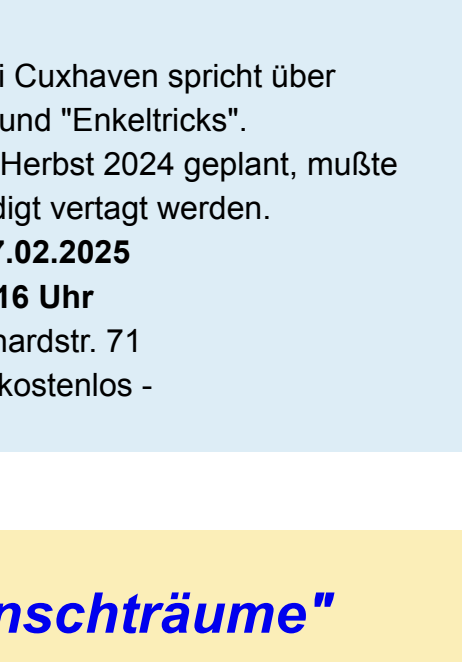 i Cuxhaven spricht über
und "Enkeltricks".
Herbst 2024 geplant, mußte
digt vertagt werden.
7.02.2025
16 Uhr
hardstr. 71
kostenlos -
nschträume"